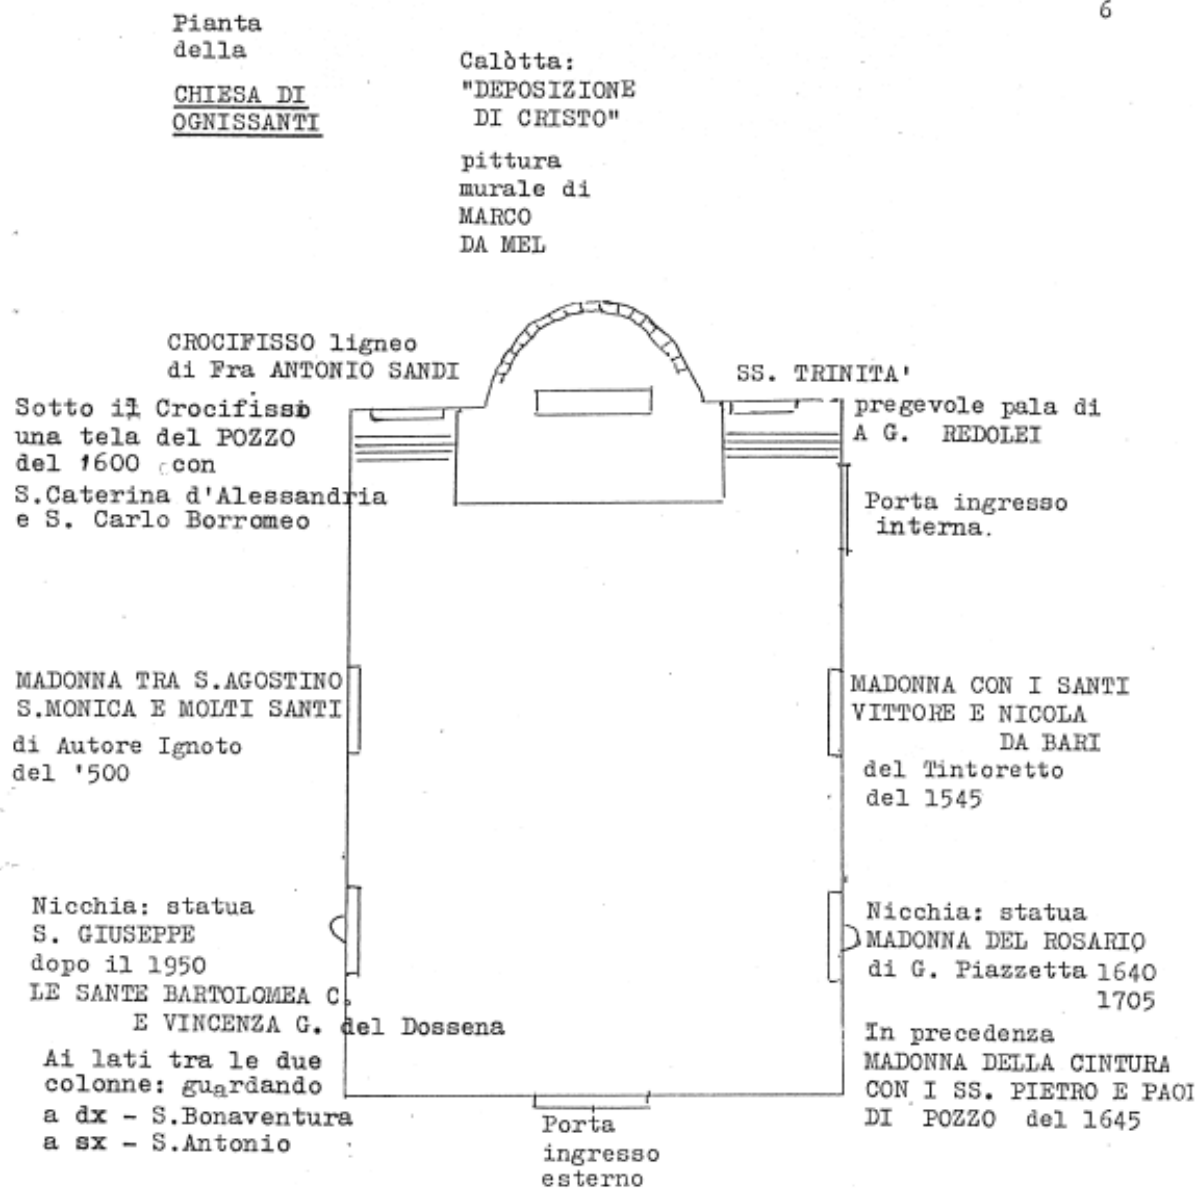 6
Pianta
della
CHIESA DI
OGNISSANTI
Calòtta:
"DEPOSIZIONE
DI CRISTO"
pittura
murale di
MARCO
DA MEL
CROCIFISSO ligneo
di Fra ANTONIO SANDI
Sotto il Crocifisso
una tela del POZZO
del 1600 con
S.Caterina d'Alessandria
e S. Carlo Borromeo
SS. TRINITA'
pregevole pala di
A G. REDOLEI
Porta ingresso
interna.
MADONNA TRA S.AGOSTINO
S.MONICA E MOLTI SANTI
di Autore Ignoto
del '500
MADONNA CON I SANTI
VITTORE E NICOLA
DA BARI
del Tintoretto
del 1545
Nicchia: statua
S. GIUSEPPE
dopo il 1950
LE SANTE BARTOLOMEA C.
E VINCENZA G. del Dossena
Ai lati tra le due
colonne: guardando
a dx - S.Bonaventura
a sx - S.Antonio
Nicchia: statua
MADONNA DEL ROSARIO
di G. Piazzetta 1640
1705
In precedenza
MADONNA DELLA CINTURA
CON I SS. PIETRO E PAOl
DI POZZO del 1645
Porta
ingresso
esterno